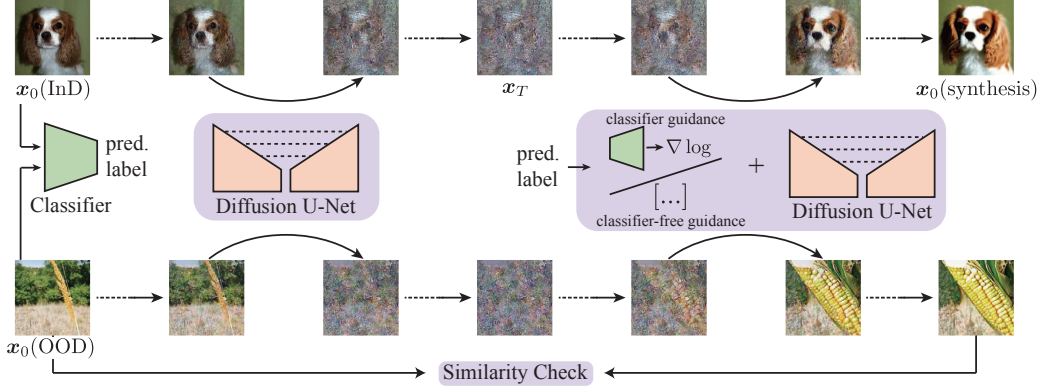 x₀(InD)
x_T
x₀(synthesis)
pred.
label
Classifier
Diffusion U-Net
pred.
label
classifier guidance
∇ log
[...]
classifier-free guidance
+
Diffusion U-Net
x₀(OOD)
Similarity Check